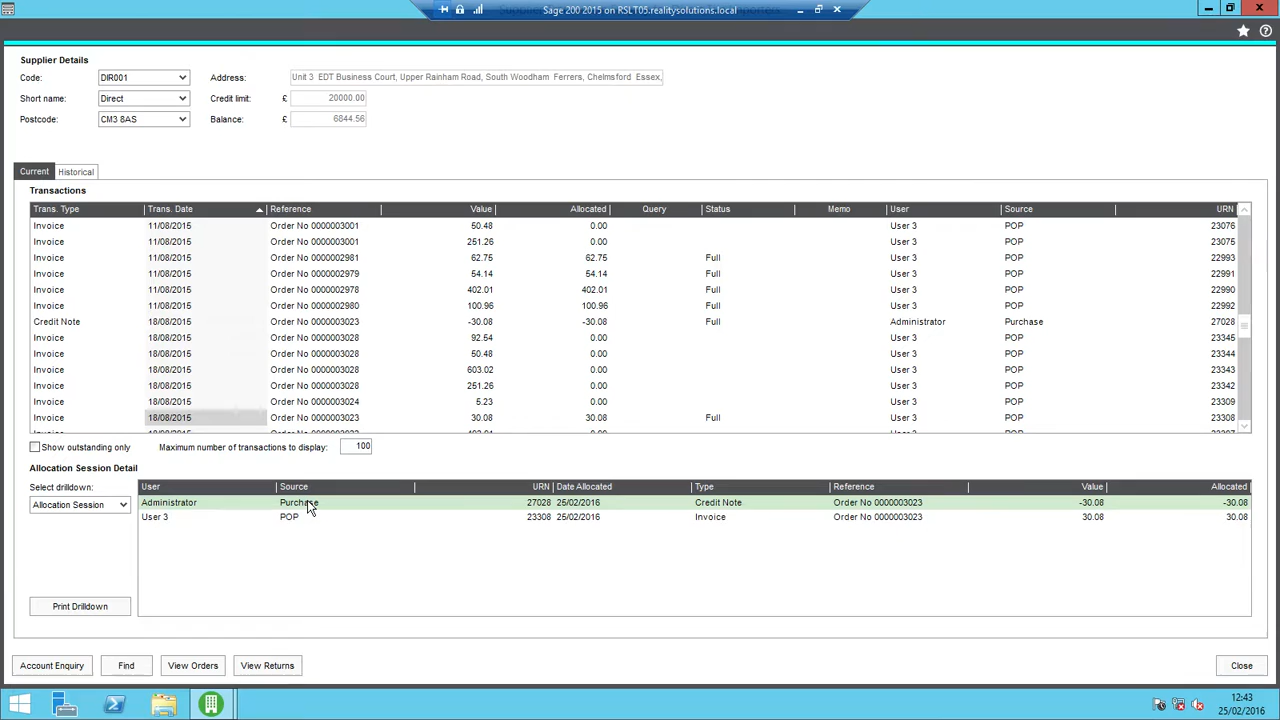 Sage 200 2015 on RSLT05.realitysolutions.local
Supplier Details
Code: DIR001 Address: Unit 3 EDT Business Court, Upper Rainham Road, South Woodham Ferrers, Chelmsford Essex,
Short name: Direct Credit limit: £ 20000.00
Postcode: CM3 8AS Balance: £ 6844.56
Current Historical
Transactions
Trans. Type Trans. Date Reference Value Allocated Query Status Memo User Source URN
Invoice 11/08/2015 Order No 0000003001 50.48 0.00 User 3 POP 23076
Invoice 11/08/2015 Order No 0000003001 251.26 0.00 User 3 POP 23075
Invoice 11/08/2015 Order No 0000002981 62.75 62.75 Full User 3 POP 22993
Invoice 11/08/2015 Order No 0000002979 54.14 54.14 Full User 3 POP 22991
Invoice 11/08/2015 Order No 0000002978 402.01 402.01 Full User 3 POP 22990
Invoice 11/08/2015 Order No 0000002980 100.96 100.96 Full User 3 POP 22992
Credit Note 18/08/2015 Order No 0000003023 -30.08 -30.08 Full Administrator Purchase 27028
Invoice 18/08/2015 Order No 0000003028 92.54 0.00 User 3 POP 23345
Invoice 18/08/2015 Order No 0000003028 50.48 0.00 User 3 POP 23344
Invoice 18/08/2015 Order No 0000003028 603.02 0.00 User 3 POP 23343
Invoice 18/08/2015 Order No 0000003028 251.26 0.00 User 3 POP 23342
Invoice 18/08/2015 Order No 0000003024 5.23 0.00 User 3 POP 23309
Invoice 18/08/2015 Order No 0000003023 30.08 30.08 Full User 3 POP 23308
Show outstanding only Maximum number of transactions to display: 100
Allocation Session Detail
Select drilldown:
Allocation Session
User Source URN Date Allocated Type Reference Value Allocated
Administrator Purchase 27028 25/02/2016 Credit Note Order No 0000003023 -30.08 -30.08
User 3 POP 23308 25/02/2016 Invoice Order No 0000003023 30.08 30.08
Print Drilldown
Account Enquiry Find View Orders View Returns Close
12:43
25/02/2016